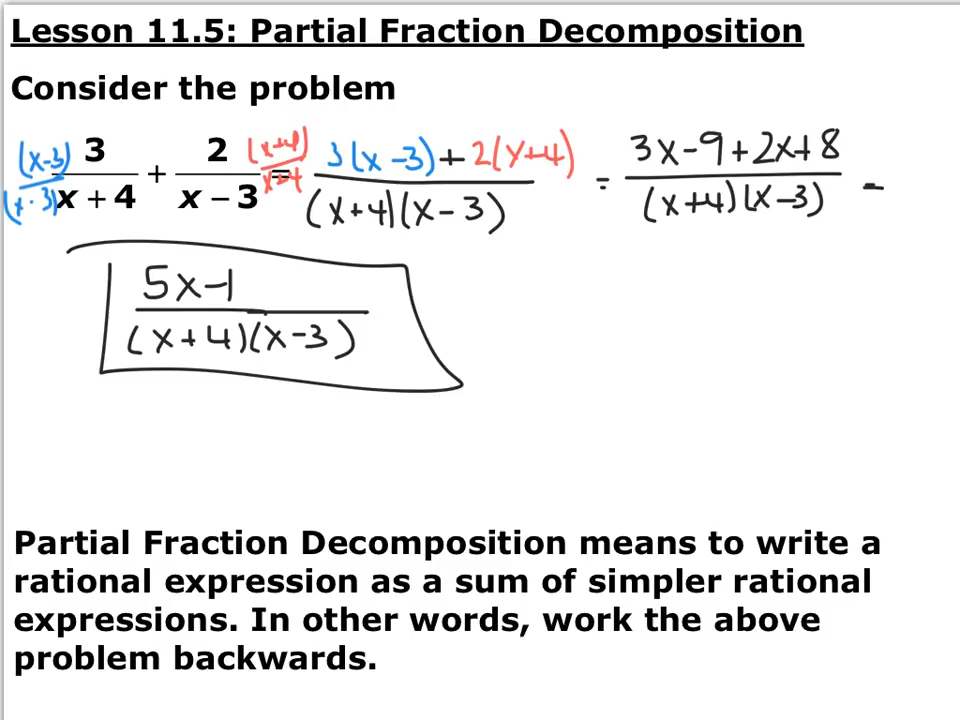 Lesson 11.5: Partial Fraction Decomposition
Consider the problem
(x-3)/(x-3) 3/(x + 4) + 2/(x − 3) (x+4)/(x+4) = (3(x-3)+2(x+4))/((x+4)(x-3)) = (3x-9+2x+8)/((x+4)(x-3)) =
(5x-1)/((x+4)(x-3))
Partial Fraction Decomposition means to write a
rational expression as a sum of simpler rational
expressions. In other words, work the above
problem backwards.